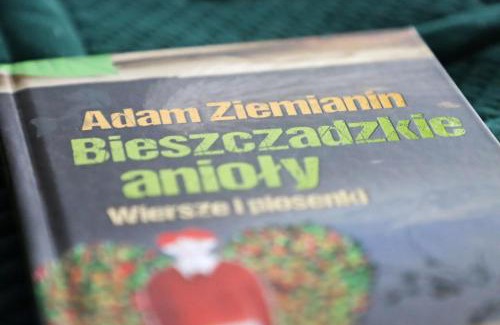 Adam Ziemianin
Bieszczadzkie
anioły
Wiersze i piosenki